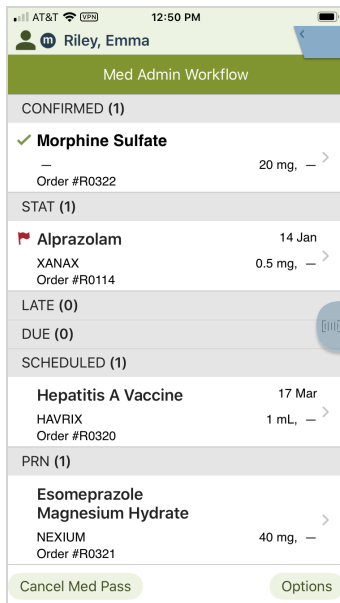 AT&T VPN 12:50 PM
m Riley, Emma
Med Admin Workflow
CONFIRMED (1)
Morphine Sulfate
— 20 mg, —
Order #R0322
STAT (1)
Alprazolam 14 Jan
XANAX 0.5 mg, —
Order #R0114
LATE (0)
DUE (0)
SCHEDULED (1)
Hepatitis A Vaccine 17 Mar
HAVRIX 1 mL, —
Order #R0320
PRN (1)
Esomeprazole
Magnesium Hydrate
NEXIUM 40 mg, —
Order #R0321
Cancel Med Pass Options